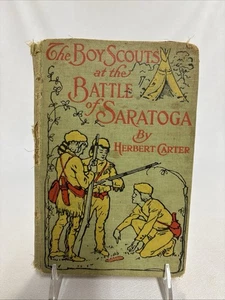 The BOY SCOUTS
at the
BATTLE
of SARATOGA
By
HERBERT CARTER